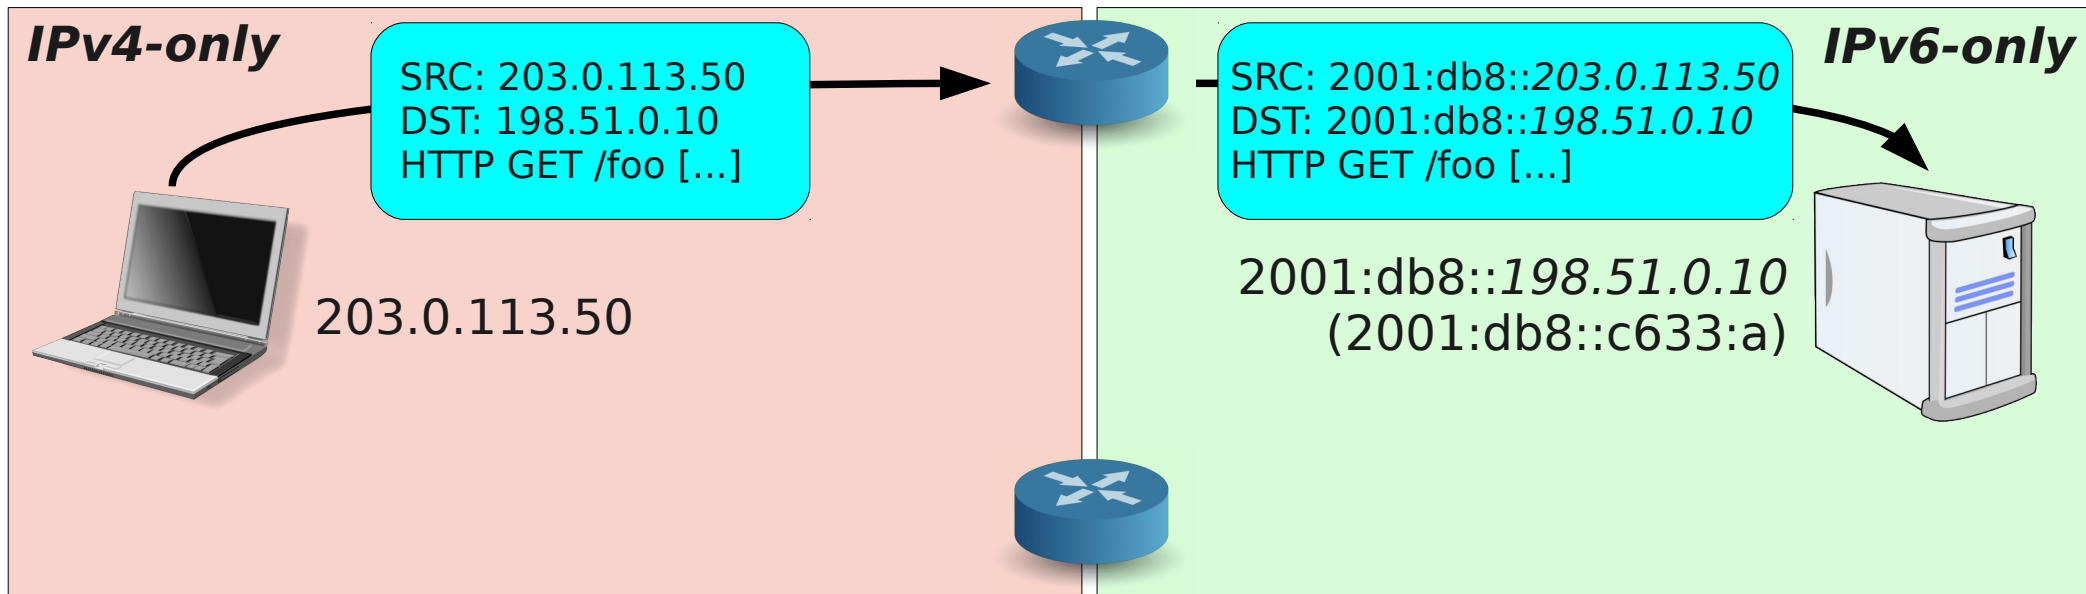 IPv4-only
SRC: 203.0.113.50
DST: 198.51.0.10
HTTP GET /foo [...]
203.0.113.50
IPv6-only
SRC: 2001:db8::203.0.113.50
DST: 2001:db8::198.51.0.10
HTTP GET /foo [...]
2001:db8::198.51.0.10
(2001:db8::c633:a)